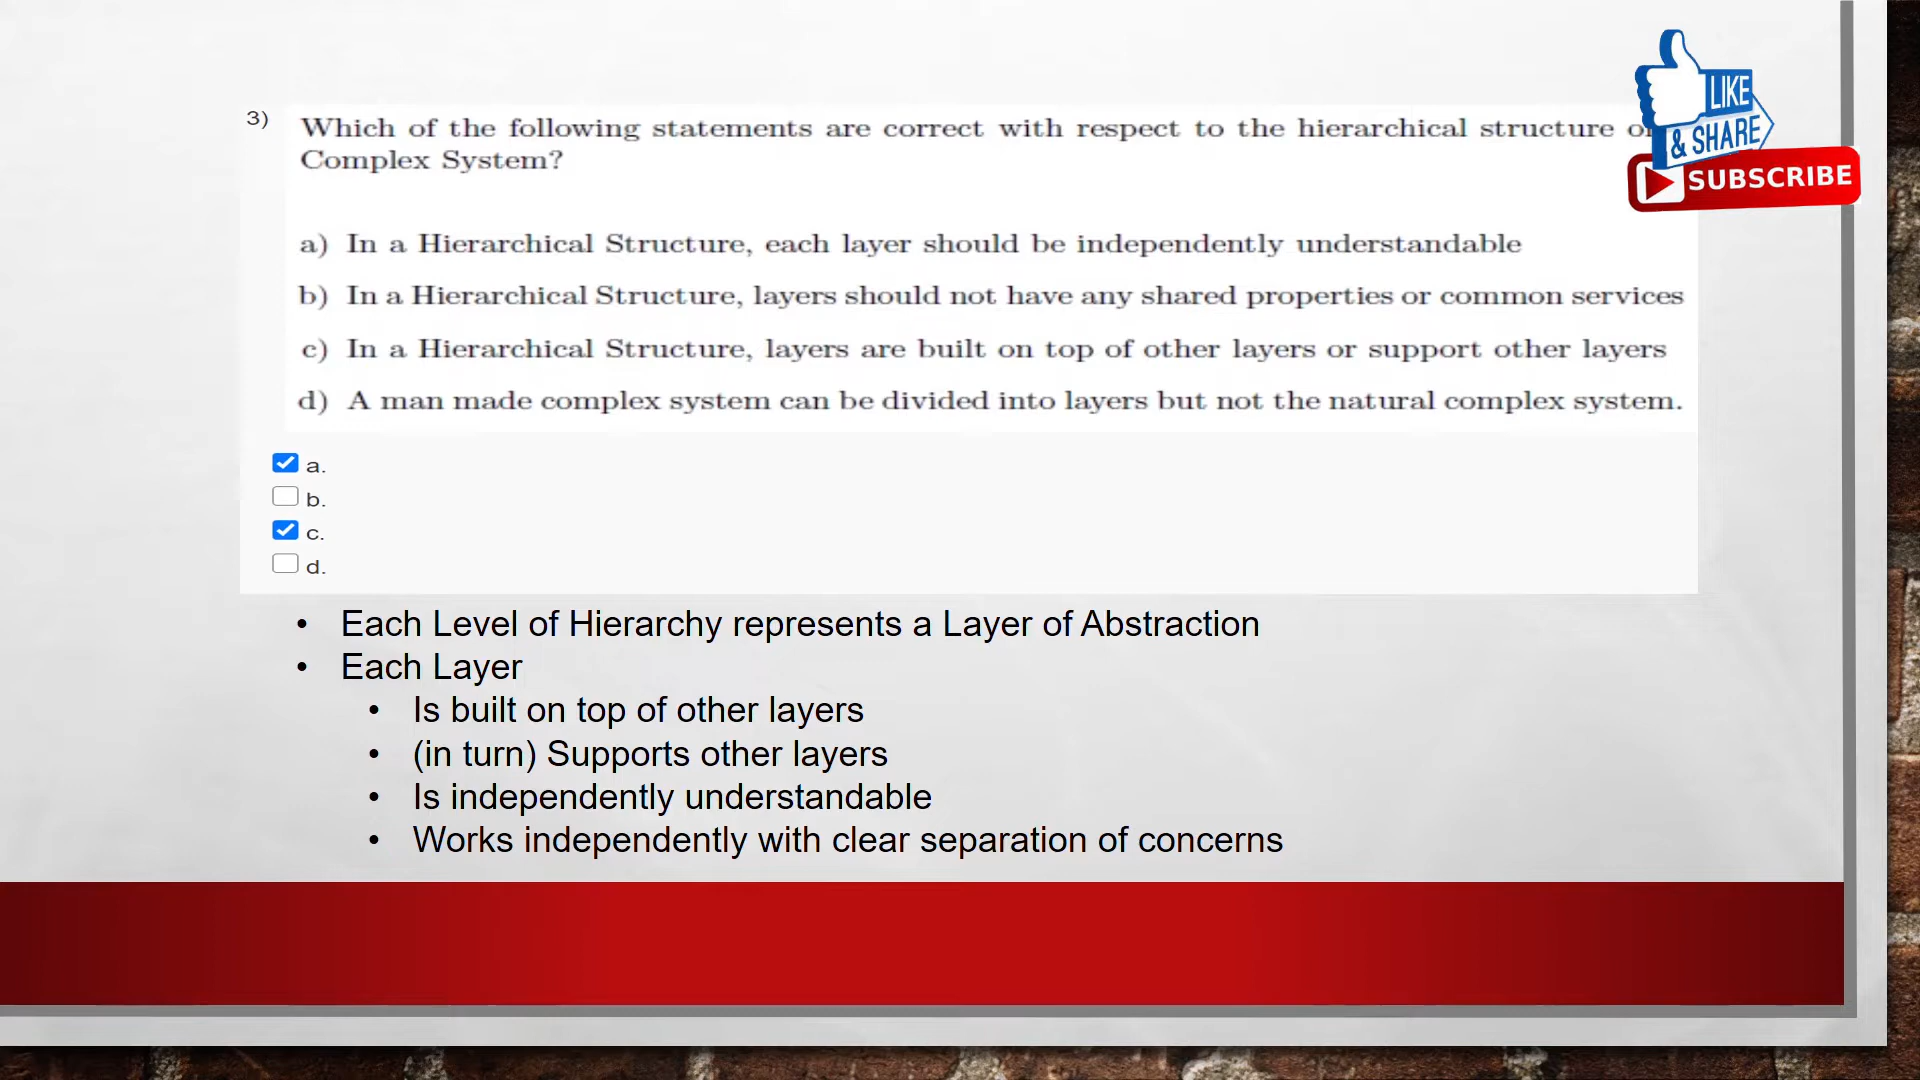 3)
Which of the following statements are correct with respect to the hierarchical structure
Complex System?
a) In a Hierarchical Structure, each layer should be independently understandable
b) In a Hierarchical Structure, layers should not have any shared properties or common services
c) In a Hierarchical Structure, layers are built on top of other layers or support other layers
d) A man made complex system can be divided into layers but not the natural complex system.
a.
b.
c.
d.
• Each Level of Hierarchy represents a Layer of Abstraction
• Each Layer
• Is built on top of other layers
• (in turn) Supports other layers
• Is independently understandable
• Works independently with clear separation of concerns
LIKE
& SHARE
SUBSCRIBE